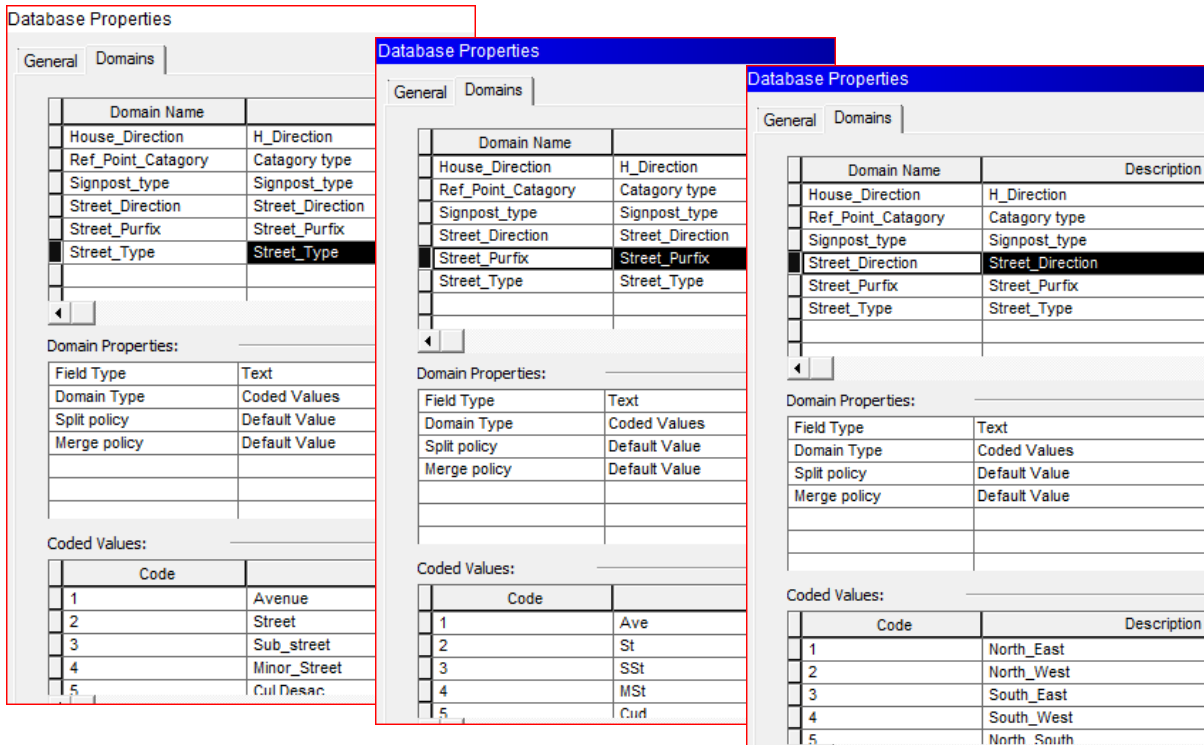 Database Properties
General Domains
Domain Name
House_Direction H_Direction
Ref_Point_Catagory Catagory type
Signpost_type Signpost_type
Street_Direction Street_Direction
Street_Purfix Street_Purfix
Street_Type Street_Type
Domain Properties:
Field Type Text
Domain Type Coded Values
Split policy Default Value
Merge policy Default Value
Coded Values:
Code
1 Avenue
2 Street
3 Sub_street
4 Minor_Street
5 Cul Desac
Database Properties
General Domains
Domain Name
House_Direction H_Direction
Ref_Point_Catagory Catagory type
Signpost_type Signpost_type
Street_Direction Street_Direction
Street_Purfix Street_Purfix
Street_Type Street_Type
Domain Properties:
Field Type Text
Domain Type Coded Values
Split policy Default Value
Merge policy Default Value
Coded Values:
Code
1 Ave
2 St
3 SSt
4 MSt
5 Cud
Database Properties
General Domains
Domain Name Description
House_Direction H_Direction
Ref_Point_Catagory Catagory type
Signpost_type Signpost_type
Street_Direction Street_Direction
Street_Purfix Street_Purfix
Street_Type Street_Type
Domain Properties:
Field Type Text
Domain Type Coded Values
Split policy Default Value
Merge policy Default Value
Coded Values:
Code Description
1 North_East
2 North_West
3 South_East
4 South_West
5 North_South